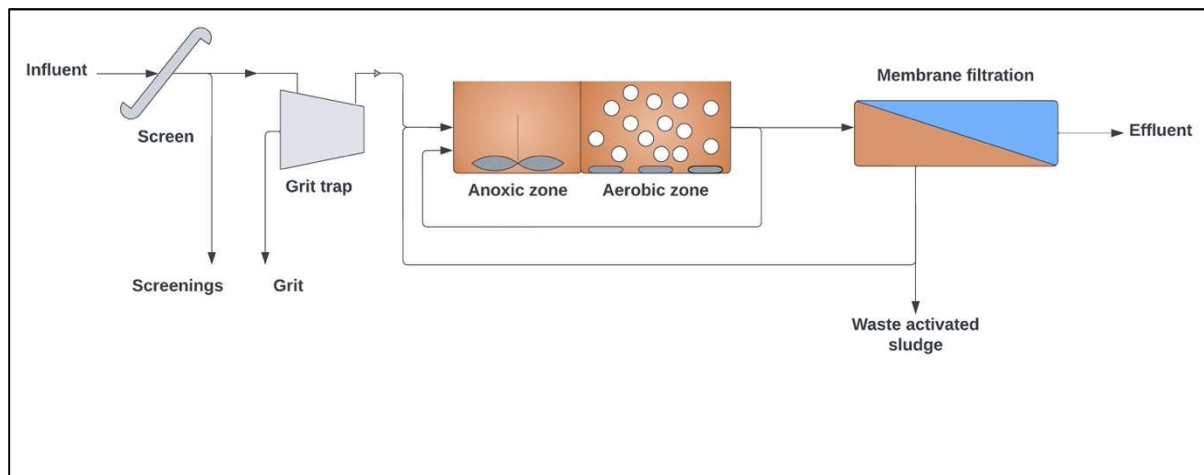 Influent
Screen
Grit trap
Screenings
Grit
Anoxic zone
Aerobic zone
Membrane filtration
Effluent
Waste activated
sludge